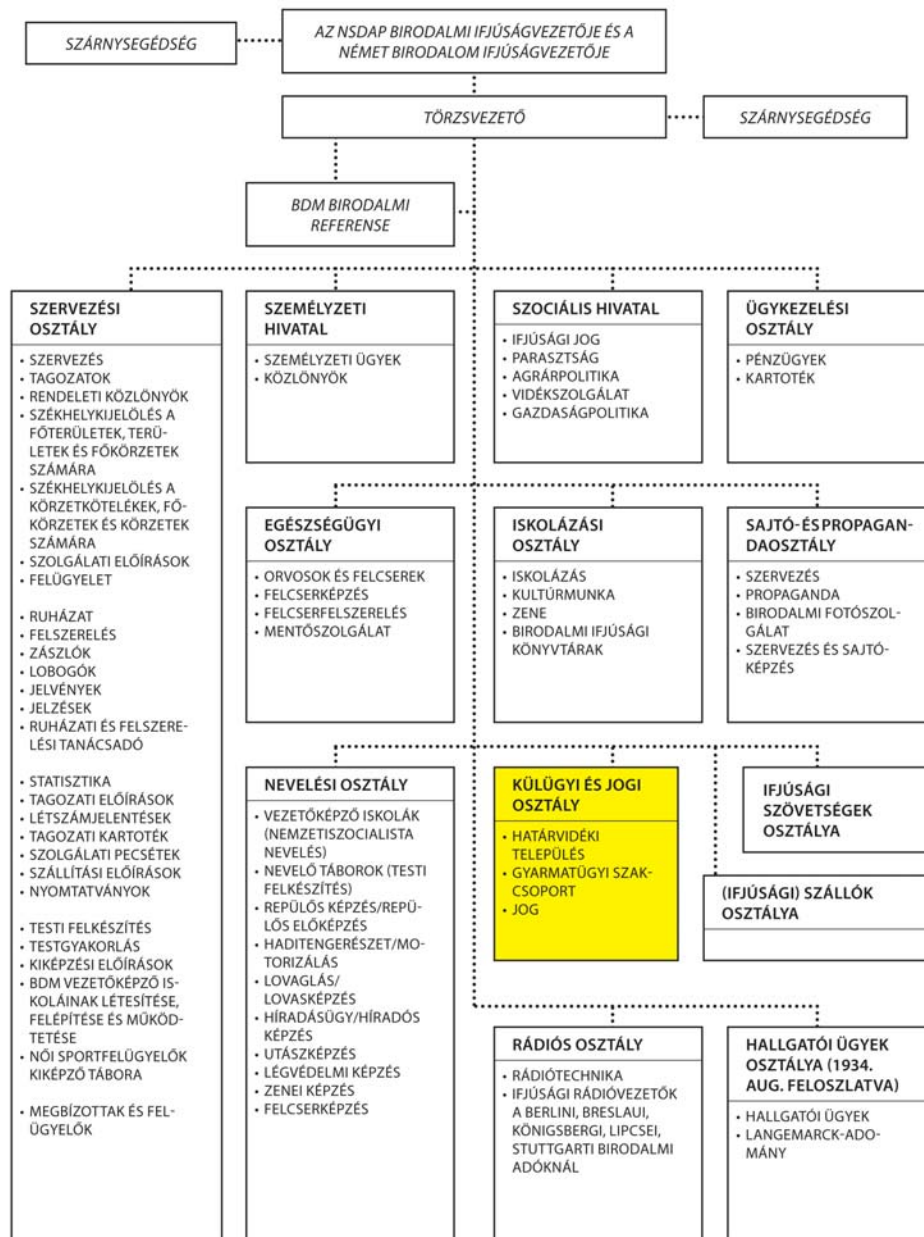 SZÁRNYSEGÉDSÉG
AZ NSDAP BIRODALMI IFJÚSÁGVEZETŐJE ÉS A
NÉMET BIRODALOM IFJÚSÁGVEZETŐJE
TÖRZSVEZETŐ
SZÁRNYSEGÉDSÉG
BDM BIRODALMI
REFERENSE
SZERVEZÉSI
OSZTÁLY
• SZERVEZÉS
• TAGOZATOK
• RENDELETI KÖZLÖNYÖK
• SZÉKHELYKIJELÖLÉS A
FŐTERÜLETEK, TERÜ-
LETEK ÉS FŐKÖRZETEK
SZÁMÁRA
• SZÉKHELYKIJELÖLÉS A
KÖRZETKÖTELÉKEK, FŐ-
KÖRZETEK ÉS KÖRZETEK
SZÁMÁRA
• SZOLGÁLATI ELŐÍRÁSOK
• FELÜGYELET
• RUHÁZAT
• FELSZERELÉS
• ZÁSZLÓK
• LOBOGÓK
• JELVÉNYEK
• JELZÉSEK
• RUHÁZATI ÉS FELSZERE-
LÉSI TANÁCSADÓ
• STATISZTIKA
• TAGOZATI ELŐÍRÁSOK
• LÉTSZÁMJELENTÉSEK
• TAGOZATI KARTOTÉK
• SZOLGÁLATI PECSÉTEK
• SZÁLLÍTÁSI ELŐÍRÁSOK
• NYOMTATVÁNYOK
• TESTI FELKÉSZÍTÉS
• TESTGYAKORLÁS
• KIKÉPZÉSI ELŐÍRÁSOK
• BDM VEZETŐKÉPZŐ IS-
KOLÁINAK LÉTESÍTÉSE,
FELÉPÍTÉSE ÉS MŰKÖD-
TETÉSE
• NŐI SPORTFELÜGYELŐK
KIKÉPZŐ TÁBORA
• MEGBÍZOTTAK ÉS FEL-
ÜGYELŐK
SZEMÉLYZETI
HIVATAL
• SZEMÉLYZETI ÜGYEK
• KÖZLÖNYÖK
SZOCIÁLIS HIVATAL
• IFJÚSÁGI JOG
• PARASZTSÁG
• AGRÁRPOLITIKA
• VIDÉKSZOLGÁLAT
• GAZDASÁGPOLITIKA
ÜGYKEZELÉSI
OSZTÁLY
• PÉNZÜGYEK
• KARTOTÉK
EGÉSZSÉGÜGYI
OSZTÁLY
• ORVOSOK ÉS FELCSEREK
• FELCSERKÉPZÉS
• FELCSERFELSZERELÉS
• MENTŐSZOLGÁLAT
ISKOLÁZÁSI
OSZTÁLY
• ISKOLÁZÁS
• KULTÚRMUNKA
• ZENE
• BIRODALMI IFJÚSÁGI
KÖNYVTÁRAK
SAJTÓ- ÉS PROPAGAN-
DAOSZTÁLY
• SZERVEZÉS
• PROPAGANDA
• BIRODALMI FOTÓSZOL-
GÁLAT
• SZERVEZÉS ÉS SAJTÓ-
KÉPZÉS
NEVELÉSI OSZTÁLY
• VEZETŐKÉPZŐ ISKOLÁK
(NEMZETISZOCIALISTA
NEVELÉS)
• NEVELŐ TÁBOROK (TESTI
FELKÉSZÍTÉS)
• REPÜLŐS KÉPZÉS/REPÜ-
LŐS ELŐKÉPZÉS
• HADITENGERÉSZET/MO-
TORIZÁLÁS
• LOVAGLÁS/
LOVASKÉPZÉS
• HÍRADÁSÜGY/HÍRADÓS
KÉPZÉS
• UTÁSZKÉPZÉS
• LÉGVÉDELMI KÉPZÉS
• ZENEI KÉPZÉS
• FELCSERKÉPZÉS
KÜLÜGYI ÉS JOGI
OSZTÁLY
• HATÁRVIDÉKI
TELEPÜLÉS
• GYARMATÜGYI SZAK-
CSOPORT
• JOG
IFJÚSÁGI
SZÖVETSÉGEK
OSZTÁLYA
(IFJÚSÁGI) SZÁLLÓK
OSZTÁLYA
RÁDIÓS OSZTÁLY
• RÁDIÓTECHNIKA
• IFJÚSÁGI RÁDIÓVEZETŐK
A BERLINI, BRESLAUI,
KÖNIGSBERGI, LIPCSEI,
STUTTGARTI BIRODALMI
ADÓKNÁL
HALLGATÓI ÜGYEK
OSZTÁLYA (1934.
AUG. FELOSZLATVA)
• HALLGATÓI ÜGYEK
• LANGEMARCK-ADO-
MÁNY